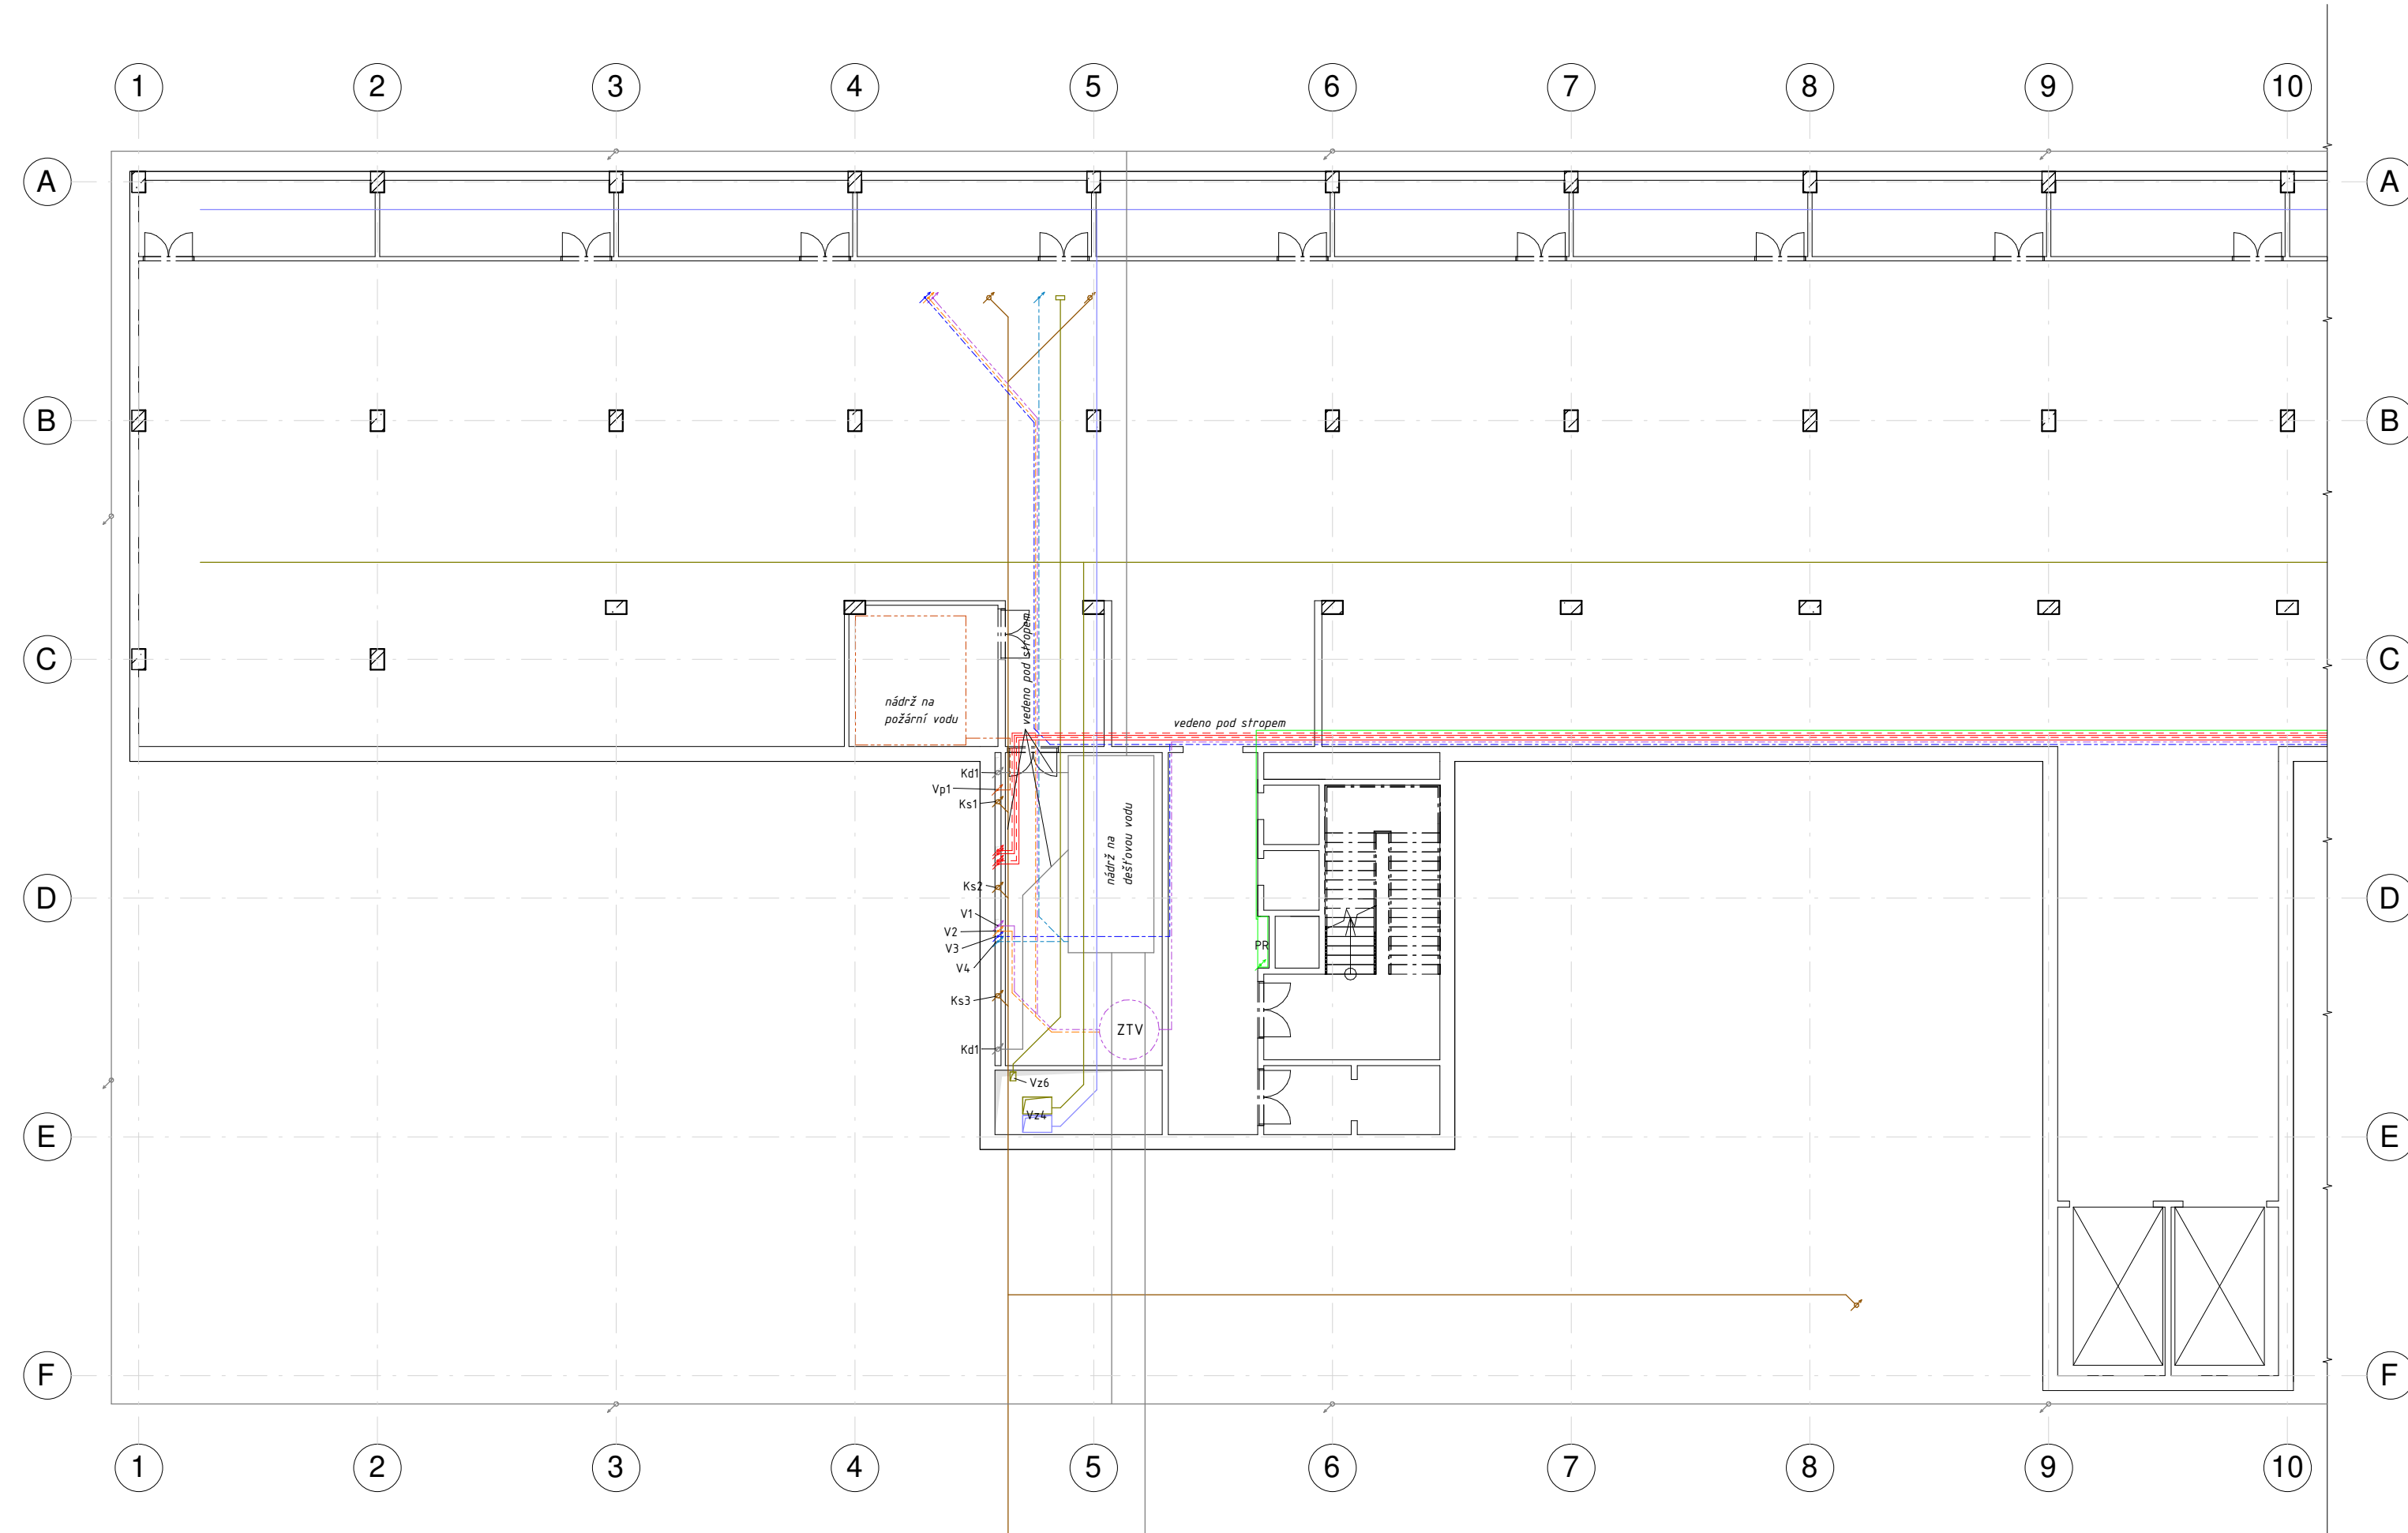 1 2 3 4 5 6 7 8 9 10
A A
B B
vedeno pod stropem
C C
nádrž na
požární vodu
vedeno pod stropem
Kd1
Vp1
Ks1
nádrž na
dešťovou vodu
Ks2
D D
V1
V2
V3
PR
V4
Ks3
ZTV
Kd1
Vz6
Vz4
E E
F F
1 2 3 4 5 6 7 8 9 10